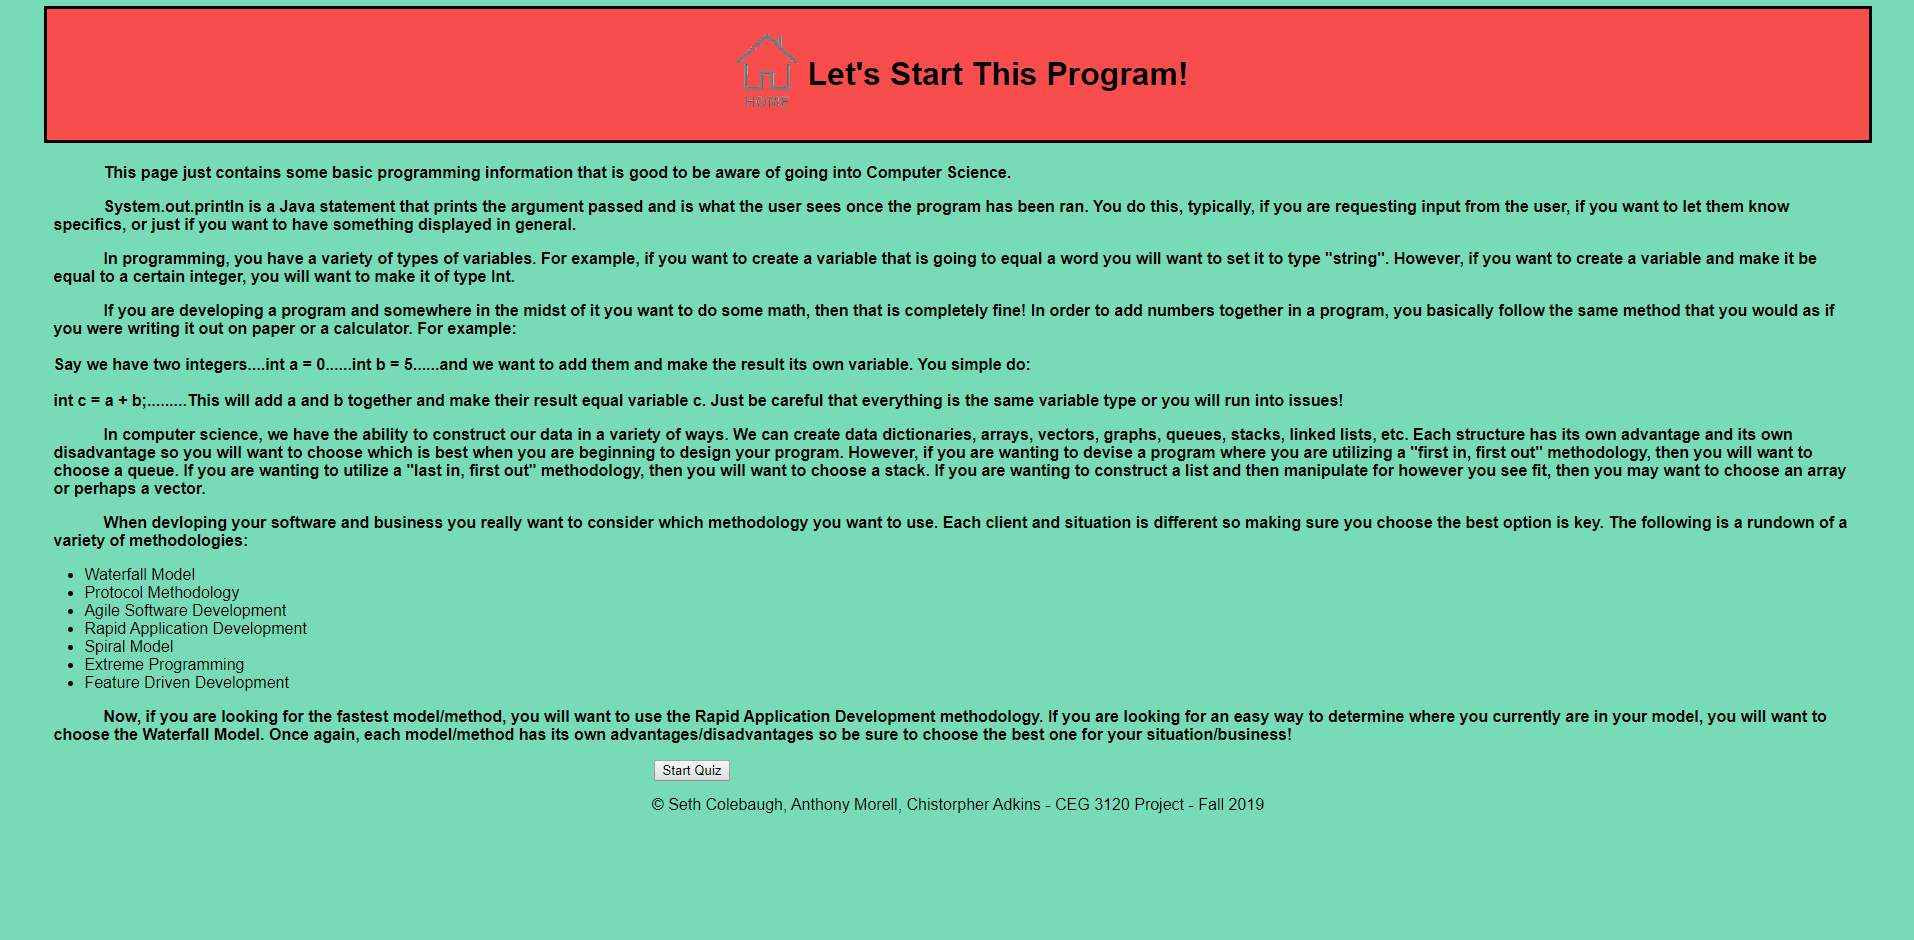 HOME
Let's Start This Program!
This page just contains some basic programming information that is good to be aware of going into Computer Science.
System.out.println is a Java statement that prints the argument passed and is what the user sees once the program has been ran. You do this, typically, if you are requesting input from the user, if you want to let them know
specifics, or just if you want to have something displayed in general.
In programming, you have a variety of types of variables. For example, if you want to create a variable that is going to equal a word you will want to set it to type "string". However, if you want to create a variable and make it be
equal to a certain integer, you will want to make it of type Int.
If you are developing a program and somewhere in the midst of it you want to do some math, then that is completely fine! In order to add numbers together in a program, you basically follow the same method that you would as if
you were writing it out on paper or a calculator. For example:
Say we have two integers....int a = 0......int b = 5......and we want to add them and make the result its own variable. You simple do:
int c = a + b;.........This will add a and b together and make their result equal variable c. Just be careful that everything is the same variable type or you will run into issues!
In computer science, we have the ability to construct our data in a variety of ways. We can create data dictionaries, arrays, vectors, graphs, queues, stacks, linked lists, etc. Each structure has its own advantage and its own
disadvantage so you will want to choose which is best when you are beginning to design your program. However, if you are wanting to devise a program where you are utilizing a "first in, first out" methodology, then you will want to
choose a queue. If you are wanting to utilize a "last in, first out" methodology, then you will want to choose a stack. If you are wanting to construct a list and then manipulate for however you see fit, then you may want to choose an array
or perhaps a vector.
When devloping your software and business you really want to consider which methodology you want to use. Each client and situation is different so making sure you choose the best option is key. The following is a rundown of a
variety of methodologies:
• Waterfall Model
• Protocol Methodology
• Agile Software Development
• Rapid Application Development
• Spiral Model
• Extreme Programming
• Feature Driven Development
Now, if you are looking for the fastest model/method, you will want to use the Rapid Application Development methodology. If you are looking for an easy way to determine where you currently are in your model, you will want to
choose the Waterfall Model. Once again, each model/method has its own advantages/disadvantages so be sure to choose the best one for your situation/business!
Start Quiz
© Seth Colebaugh, Anthony Morell, Chistorpher Adkins - CEG 3120 Project - Fall 2019